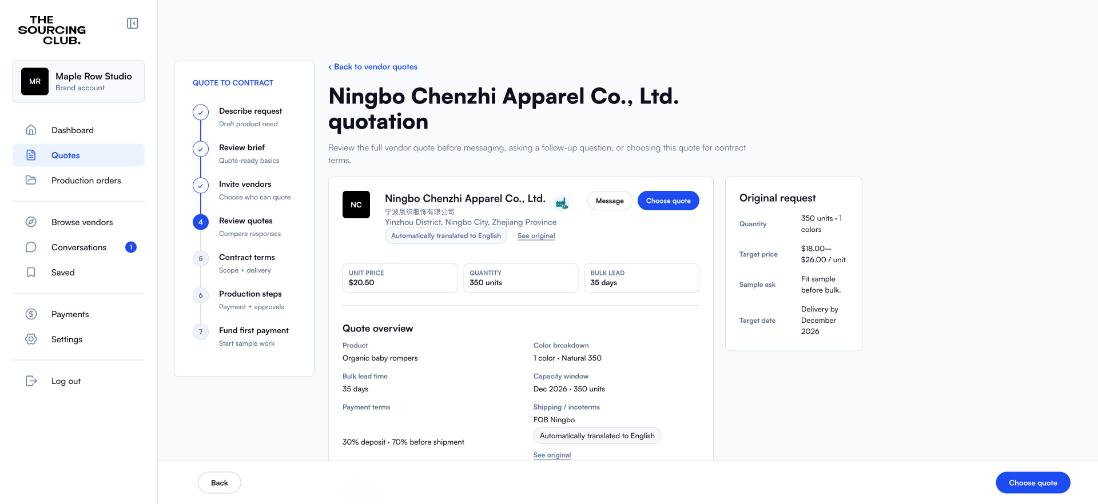 THE
SOURCING
CLUB.
MR
Maple Row Studio
Brand account
Dashboard
Quotes
Production orders
Browse vendors
Conversations 1
Saved
Payments
Settings
Log out
QUOTE TO CONTRACT
Describe request
Draft product need
Review brief
Quote-ready basics
Invite vendors
Choose who can quote
4 Review quotes
Compare responses
5 Contract terms
Scope + delivery
6 Production steps
Payment + approvals
7 Fund first payment
Start sample work
‹ Back to vendor quotes
Ningbo Chenzhi Apparel Co., Ltd.
quotation
Review the full vendor quote before messaging, asking a follow-up question, or choosing this quote for contract
terms.
NC
Ningbo Chenzhi Apparel Co., Ltd.
宁波辰织服饰有限公司
Yinzhou District, Ningbo City, Zhejiang Province
Automatically translated to English · See original
Message
Choose quote
UNIT PRICE
$20.50
QUANTITY
350 units
BULK LEAD
35 days
Quote overview
Product
Organic baby rompers
Color breakdown
1 color · Natural 350
Bulk lead time
35 days
Capacity window
Dec 2026 · 350 units
Payment terms
30% deposit · 70% before shipment
Shipping / incoterms
FOB Ningbo
Automatically translated to English
See original
Original request
Quantity
350 units · 1
colors
Target price
$18.00–
$26.00 / unit
Sample ask
Fit sample
before bulk.
Target date
Delivery by
December
2026
Back
Choose quote